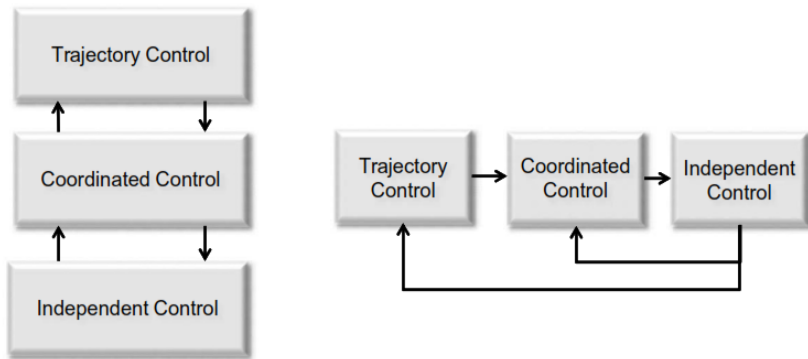 Trajectory Control
Coordinated Control
Independent Control
Trajectory
Control
Coordinated
Control
Independent
Control